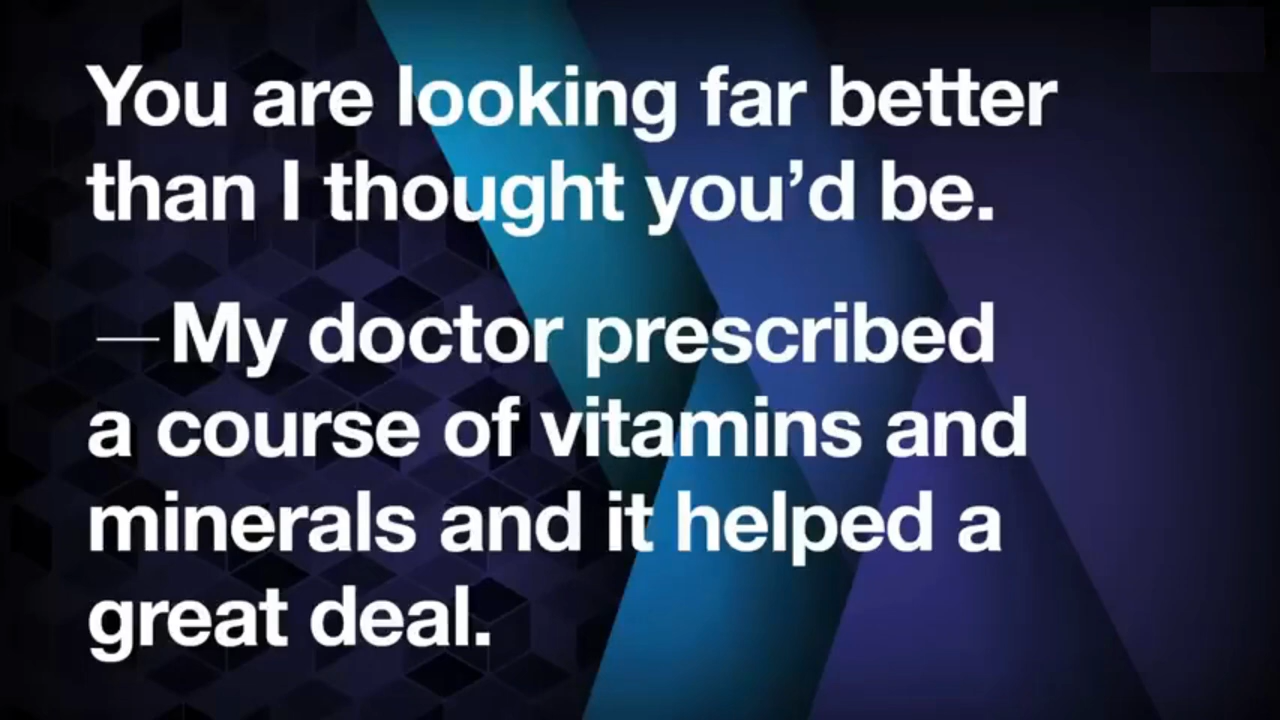 You are looking far better
than I thought you’d be.
—My doctor prescribed
a course of vitamins and
minerals and it helped a
great deal.